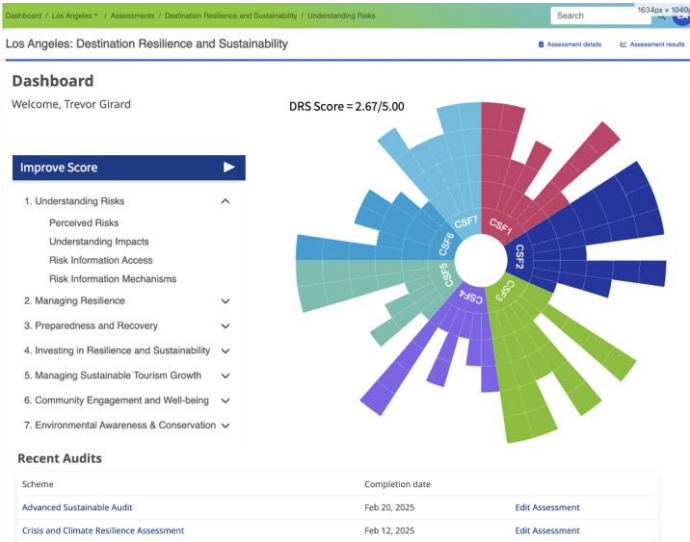 Dashboard / Los Angeles / Assessments / Destination Resilience and Sustainability / Understanding Risks
Search
1634px × 1040p
Los Angeles: Destination Resilience and Sustainability
Assessment details
Assessment results
Dashboard
Welcome, Trevor Girard
DRS Score = 2.67/5.00
Improve Score
1. Understanding Risks
Perceived Risks
Understanding Impacts
Risk Information Access
Risk Information Mechanisms
2. Managing Resilience
3. Preparedness and Recovery
4. Investing in Resilience and Sustainability
5. Managing Sustainable Tourism Growth
6. Community Engagement and Well-being
7. Environmental Awareness & Conservation
CSF1
CSF2
CSF3
CSF4
CSF5
CSF6
CSF7
Recent Audits
Scheme Completion date
Advanced Sustainable Audit Feb 20, 2025 Edit Assessment
Crisis and Climate Resilience Assessment Feb 12, 2025 Edit Assessment